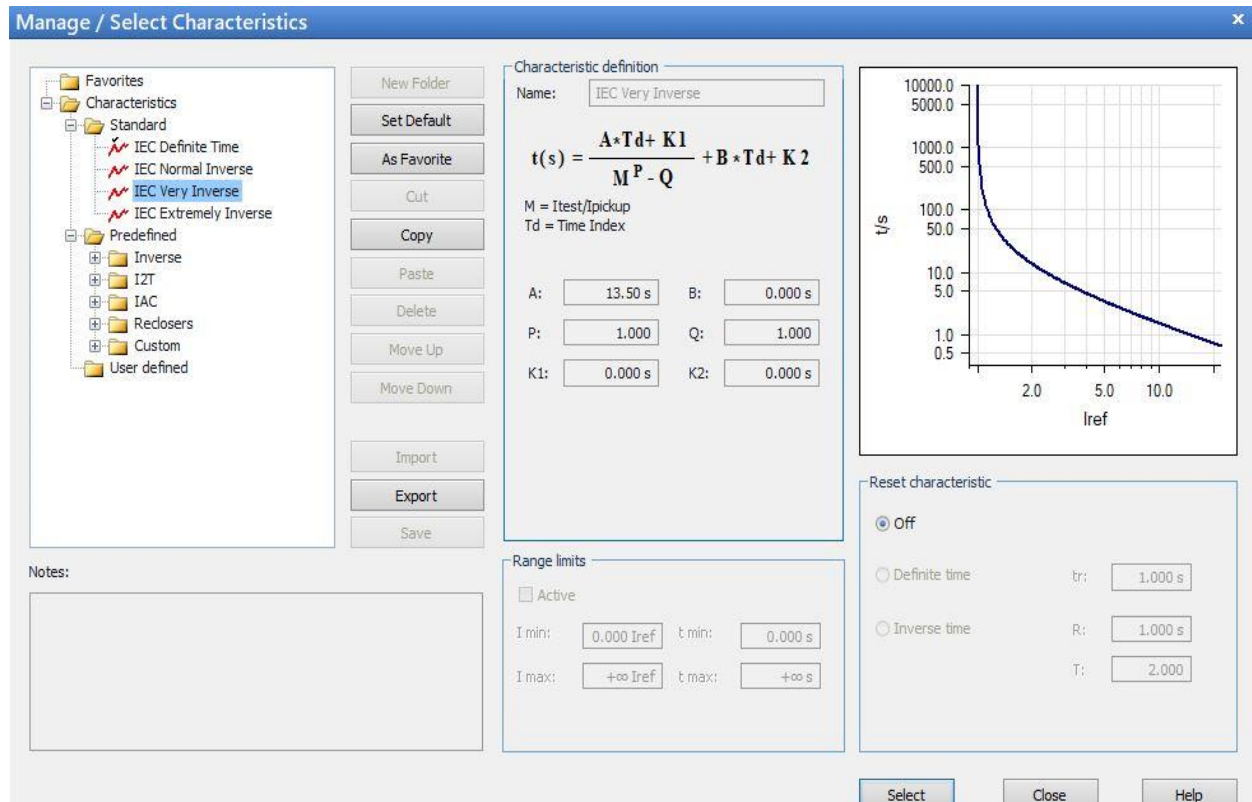 Manage / Select Characteristics
x
Favorites
Characteristics
Standard
IEC Definite Time
IEC Normal Inverse
IEC Very Inverse
IEC Extremely Inverse
Predefined
Inverse
I2T
IAC
Reclosers
Custom
User defined
New Folder
Set Default
As Favorite
Cut
Copy
Paste
Delete
Move Up
Move Down
Import
Export
Save
Notes:
Characteristic definition
Name: IEC Very Inverse
t(s) = A*Td+ K1 / M^P - Q + B *Td+ K 2
M = Itest/Ipickup
Td = Time Index
A: 13.50 s B: 0.000 s
P: 1.000 Q: 1.000
K1: 0.000 s K2: 0.000 s
Range limits
Active
I min: 0.000 Iref t min: 0.000 s
I max: +∞ Iref t max: +∞ s
10000.0
5000.0
1000.0
500.0
100.0
50.0
10.0
5.0
1.0
0.5
t/s
2.0 5.0 10.0
Iref
Reset characteristic
Off
Definite time tr: 1.000 s
Inverse time R: 1.000 s
T: 2.000
Select Close Help